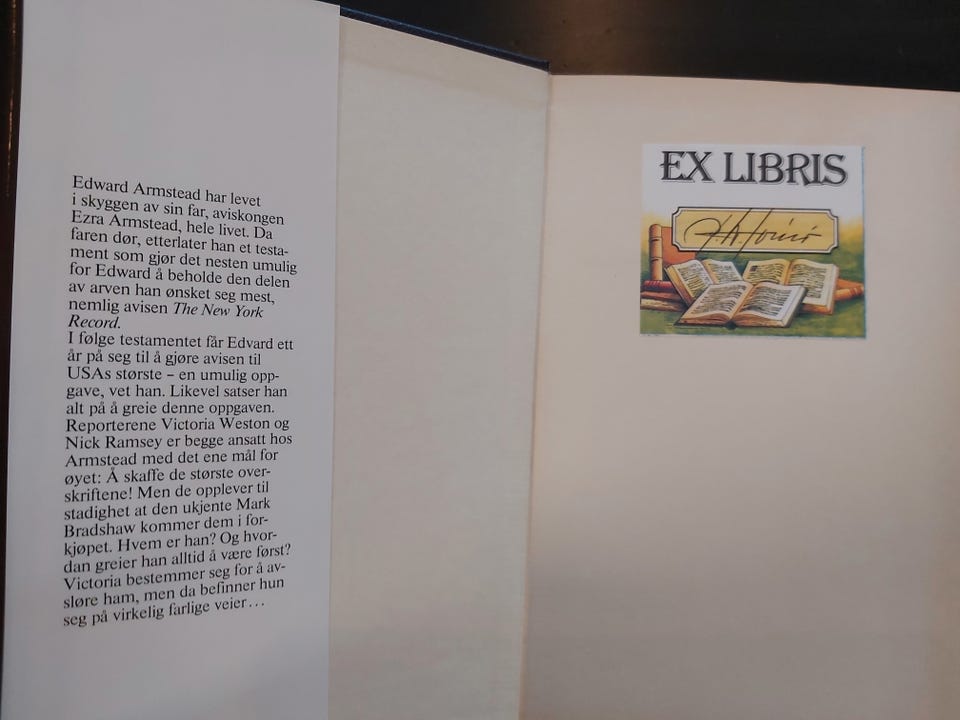 Edward Armstead har levet
i skyggen av sin far, aviskongen
Ezra Armstead, hele livet. Da
faren dør, etterlater han et testa-
ment som gjør det nesten umulig
for Edward å beholde den delen
av arven han ønsket seg mest,
nemlig avisen The New York
Record.
I følge testamentet får Edvard ett
år på seg til å gjøre avisen til
USAs største – en umulig opp-
gave, vet han. Likevel satser han
alt på å greie denne oppgaven.
Reporterene Victoria Weston og
Nick Ramsey er begge ansatt hos
Armstead med det ene mål for
øyet: Å skaffe de største over-
skriftene! Men de opplever til
stadighet at den ukjente Mark
Bradshaw kommer dem i for-
kjøpet. Hvem er han? Og hvor-
dan greier han alltid å være først?
Victoria bestemmer seg for å av-
sløre ham, men da befinner hun
seg på virkelig farlige veier...
EX LIBRIS